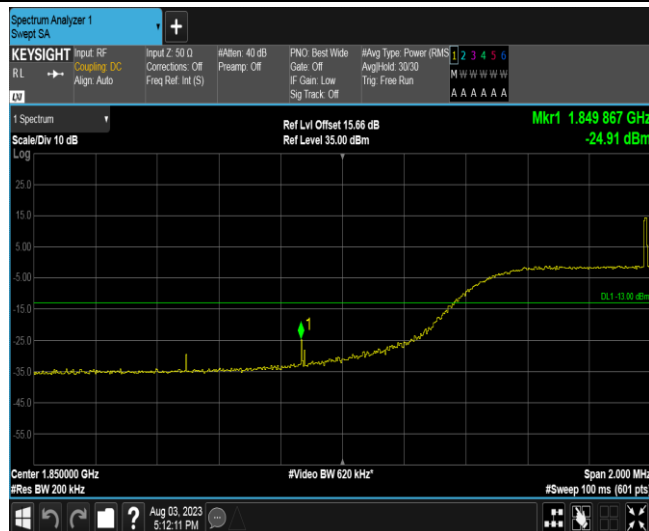 Spectrum Analyzer 1
Swept SA
+
KEYSIGHT
RL
LXI
Input: RF
Coupling: DC
Align: Auto
Input Z: 50 Ω
Corrections: Off
Freq Ref: Int (S)
#Atten: 40 dB
Preamp: Off
PNO: Best Wide
Gate: Off
IF Gain: Low
Sig Track: Off
#Avg Type: Power (RMS
Avg|Hold: 30/30
Trig: Free Run
1 2 3 4 5 6
M W W W W W
A A A A A A
1 Spectrum
Scale/Div 10 dB
Ref Lvl Offset 15.66 dB
Ref Level 35.00 dBm
Mkr1 1.849 867 GHz
-24.91 dBm
Log
25.0
15.0
5.00
-5.00
DL1 -13.00 dBm
-15.0
1
-25.0
-35.0
-45.0
-55.0
Center 1.850000 GHz
#Video BW 620 kHz*
Span 2.000 MHz
#Res BW 200 kHz
#Sweep 100 ms (601 pts)
?
Aug 03, 2023
5:12:11 PM